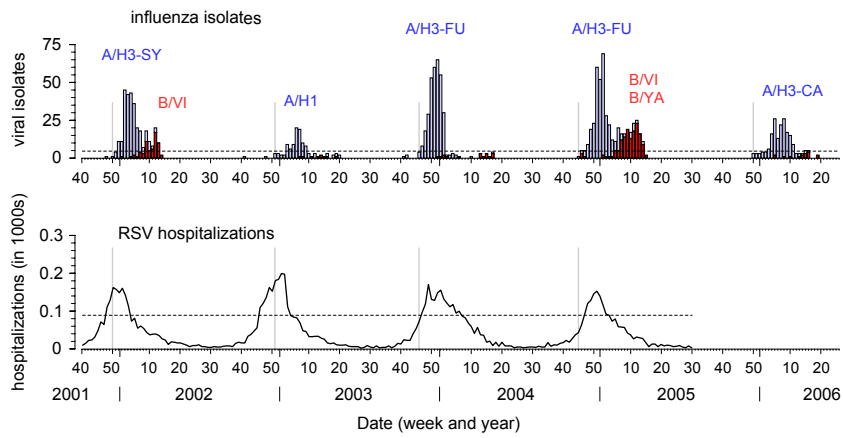 influenza isolates
A/H3-SY
B/VI
A/H1
A/H3-FU
A/H3-FU
B/VI
B/YA
A/H3-CA
viral isolates
75
50
25
0
40 50 10 20 30 40 50 10 20 30 40 50 10 20 30 40 50 10 20 30 40 50 10 20
RSV hospitalizations
hospitalizations (in 1000s)
0.3
0.2
0.1
0
40 50 10 20 30 40 50 10 20 30 40 50 10 20 30 40 50 10 20 30 40 50 10 20
2001 | 2002 | 2003 | 2004 | 2005 | 2006
Date (week and year)